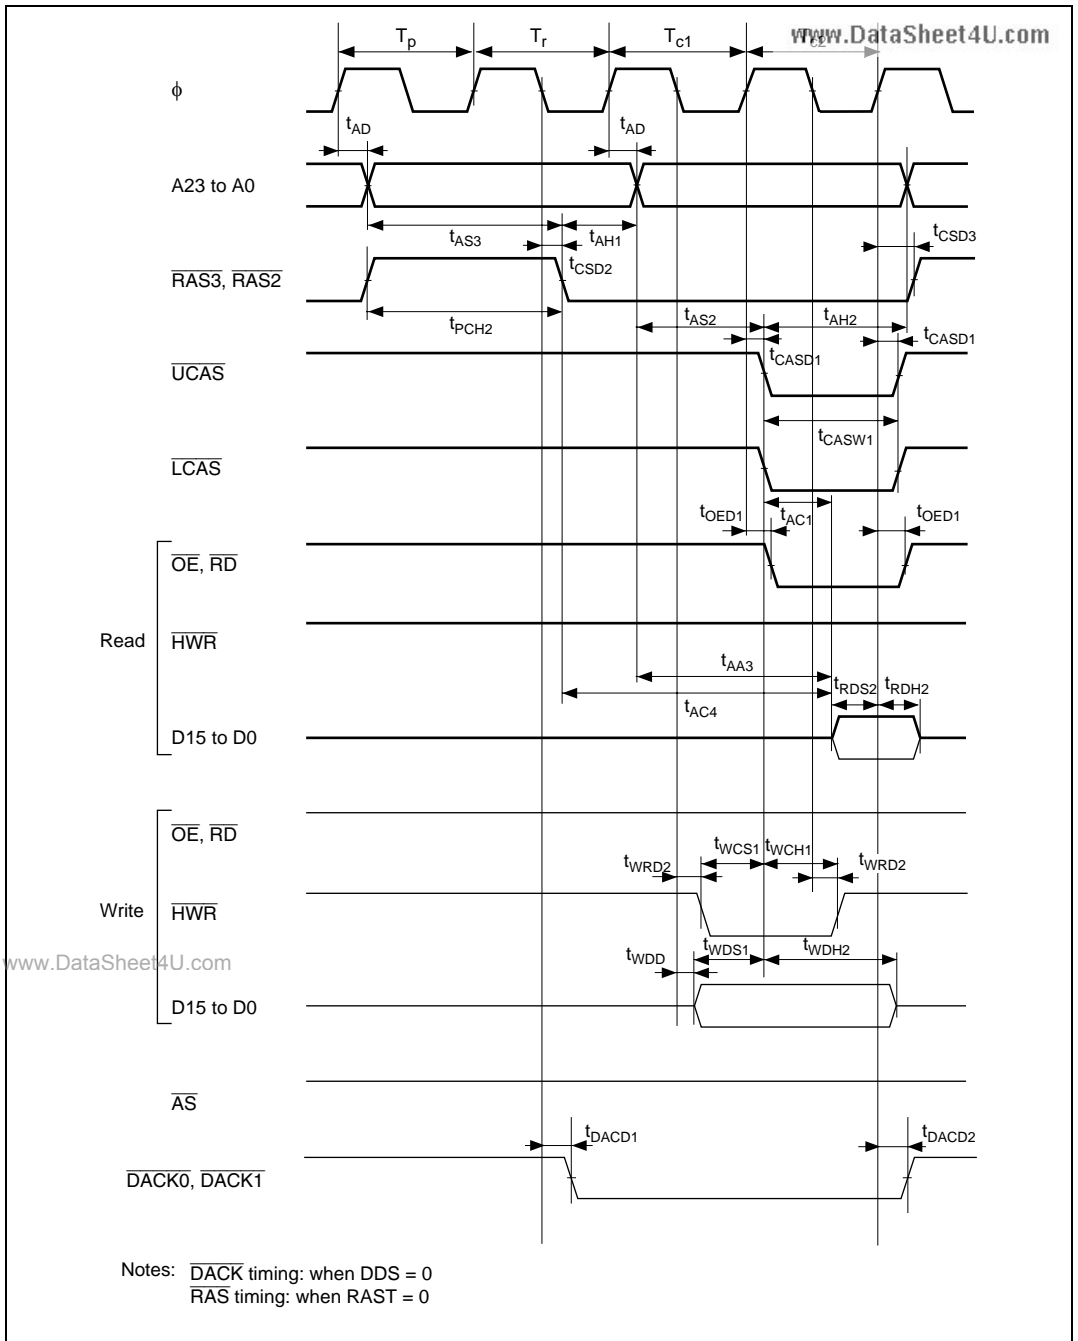 www.DataSheet4U.com
Tp Tr Tc1 Tc2
ϕ
tAD tAD
A23 to A0
tAS3 tAH1 tCSD3
tCSD2
RAS3, RAS2
tPCH2 tAS2 tAH2
tCASD1 tCASD1
UCAS
tCASW1
LCAS
tOED1 tAC1 tOED1
OE, RD
Read HWR
tAA3
tRDS2 tRDH2
tAC4
D15 to D0
OE, RD
tWCS1 tWCH1
tWRD2 tWRD2
Write HWR
tWDS1 tWDH2
tWDD
www.DataSheet4U.com
D15 to D0
AS
tDACD1 tDACD2
DACK0, DACK1
Notes: DACK timing: when DDS = 0
RAS timing: when RAST = 0